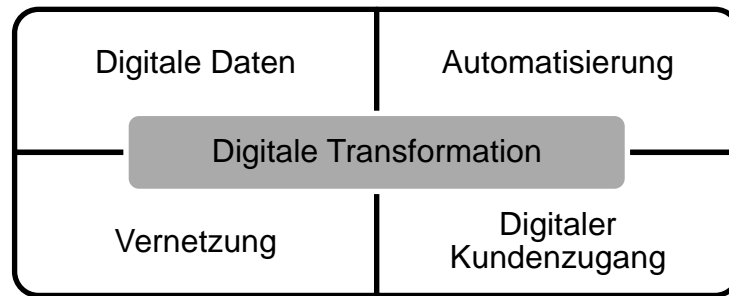 Digitale Daten
Automatisierung
Digitale Transformation
Vernetzung
Digitaler
Kundenzugang